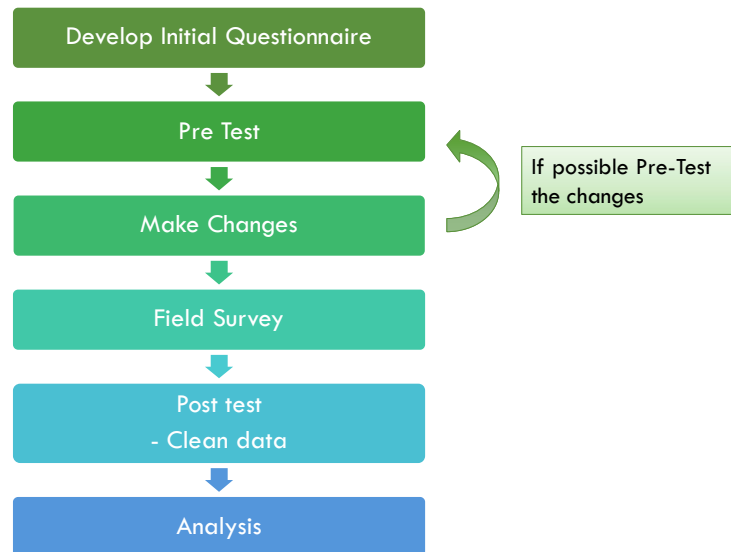 Develop Initial Questionnaire
Pre Test
If possible Pre-Test
the changes
Make Changes
Field Survey
Post test
- Clean data
Analysis